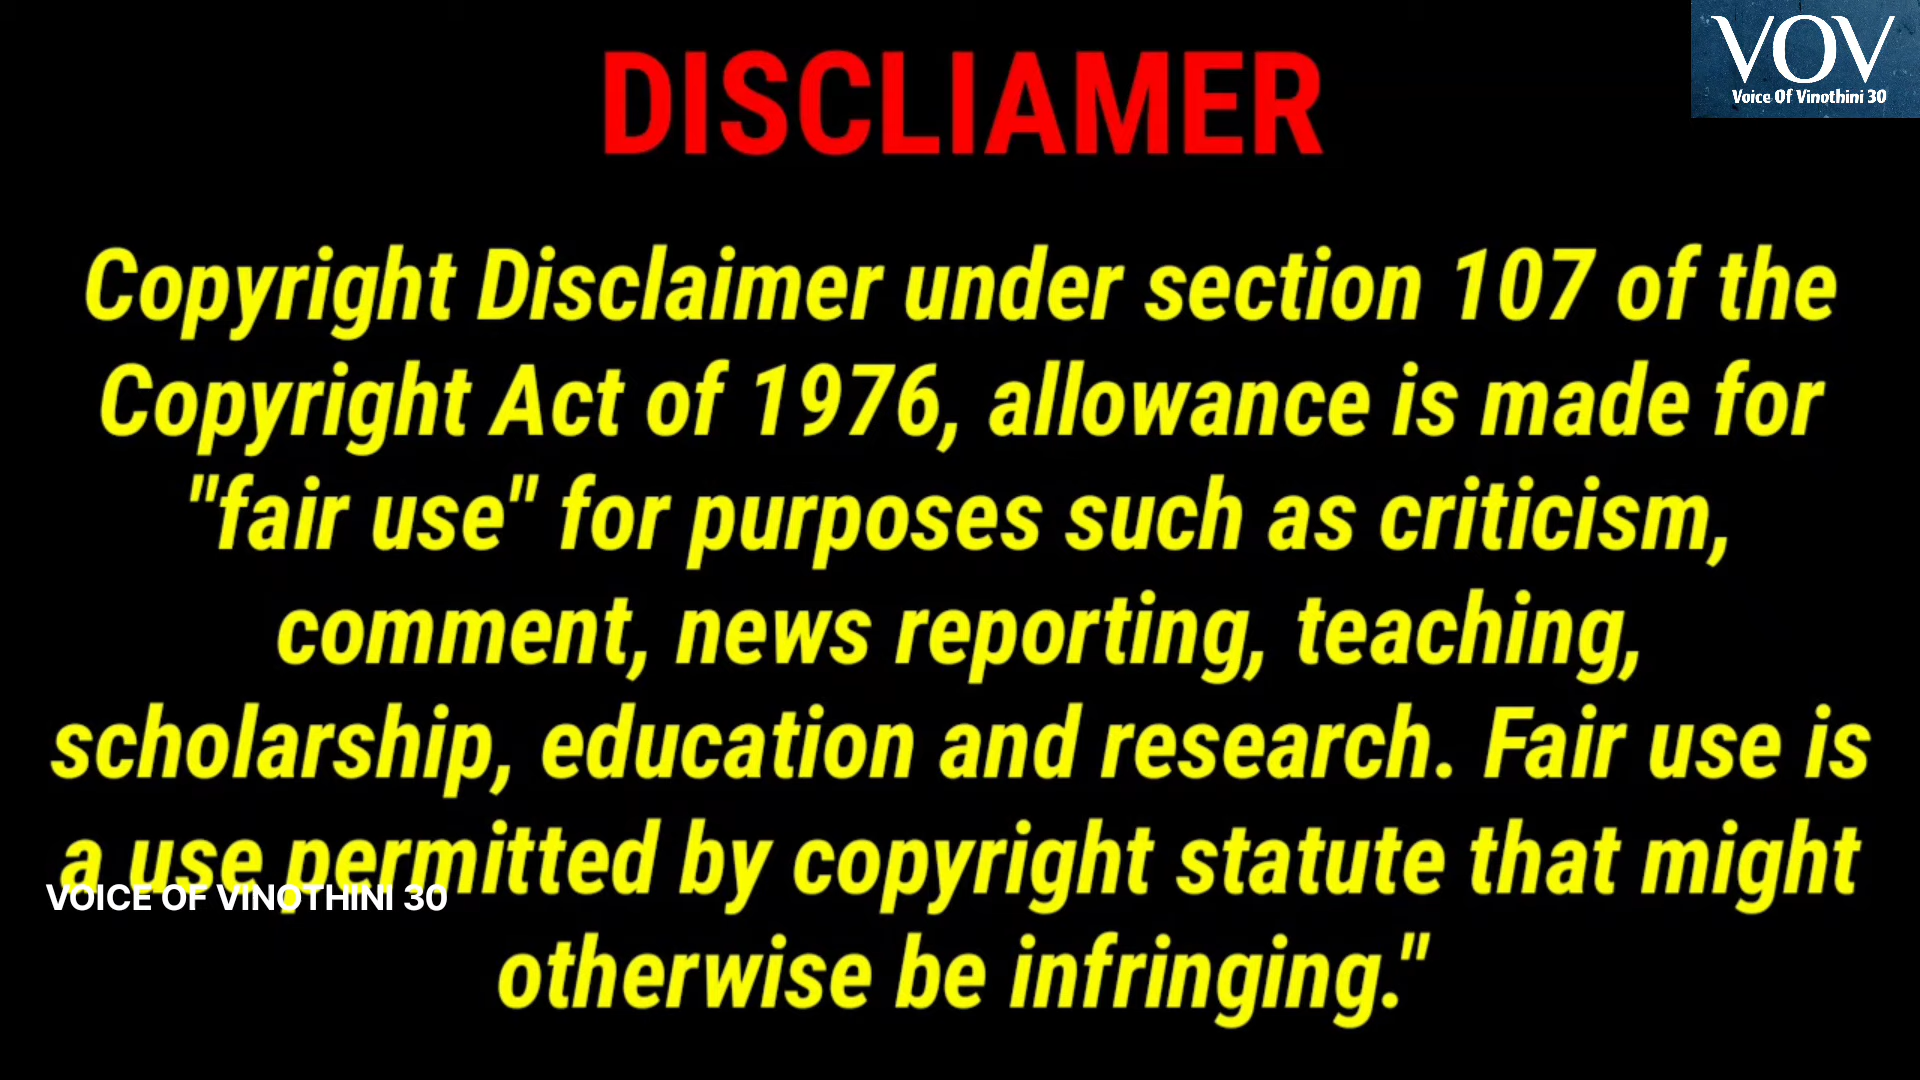 VOV
Voice Of Vinothini 30
DISCLIAMER
Copyright Disclaimer under section 107 of the
Copyright Act of 1976, allowance is made for
"fair use" for purposes such as criticism,
comment, news reporting, teaching,
scholarship, education and research. Fair use is
a use permitted by copyright statute that might
VOICE OF VINOTHINI 30
otherwise be infringing."